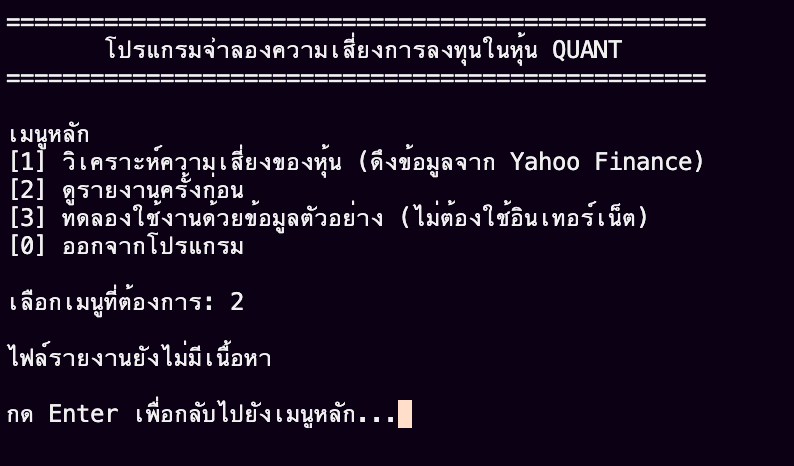 ==================================================
โปรแกรมจำลองความเสี่ยงการลงทุนในหุ้น QUANT
==================================================
เมนูหลัก
[1] วิเคราะห์ความเสี่ยงของหุ้น (ดึงข้อมูลจาก Yahoo Finance)
[2] ดูรายงานครั้งก่อน
[3] ทดลองใช้งานด้วยข้อมูลตัวอย่าง (ไม่ต้องใช้อินเทอร์เน็ต)
[0] ออกจากโปรแกรม
เลือกเมนูที่ต้องการ: 2
ไฟล์รายงานยังไม่มีเนื้อหา
กด Enter เพื่อกลับไปยังเมนูหลัก...